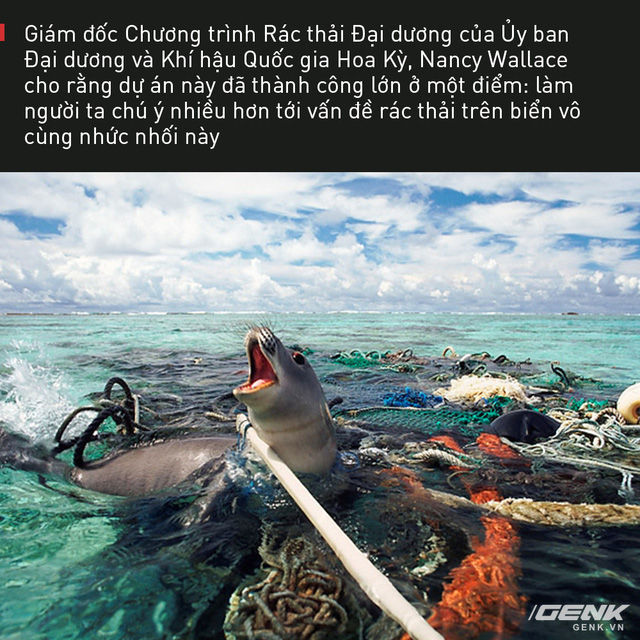 Giám đốc Chương trình Rác thải Đại dương của Ủy ban
Đại dương và Khí hậu Quốc gia Hoa Kỳ, Nancy Wallace
cho rằng dự án này đã thành công lớn ở một điểm: làm
người ta chú ý nhiều hơn tới vấn đề rác thải trên biển vô
cùng nhức nhối này
GENK
GENK.VN